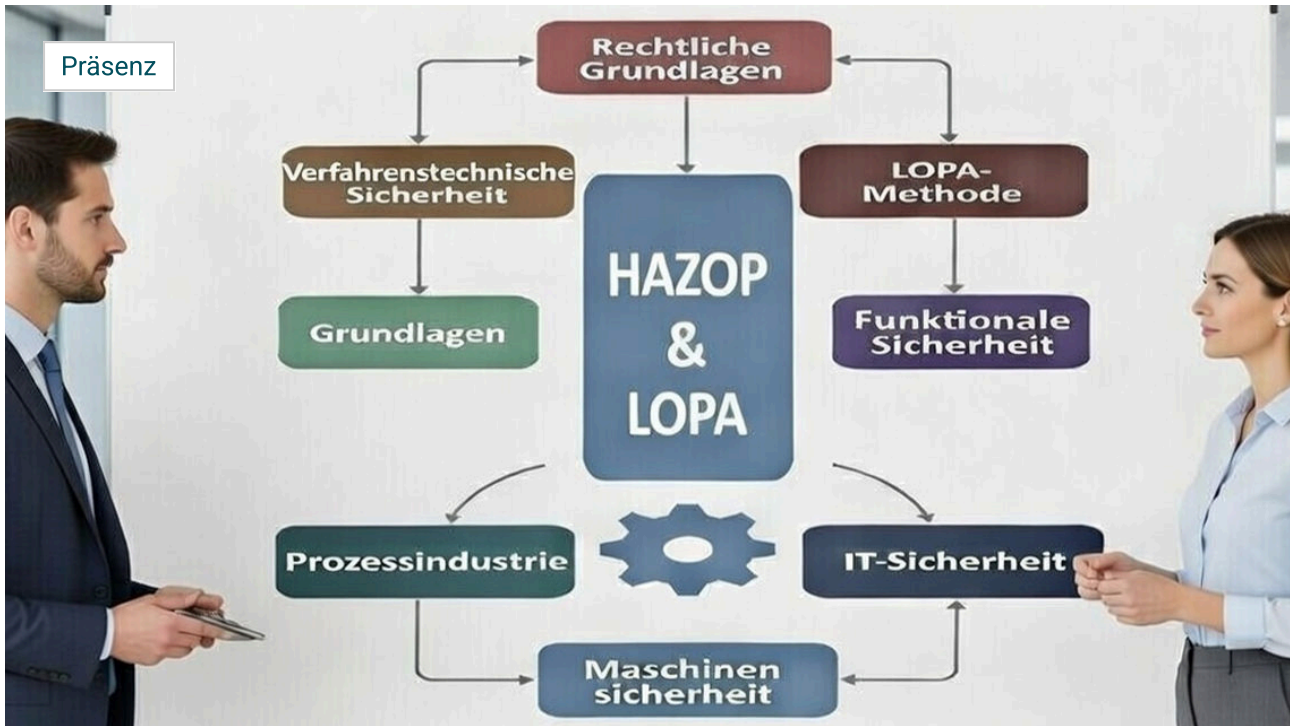 Präsenz
Rechtliche
Grundlagen
Verfahrenstechnische
Sicherheit
LOPA-
Methode
HAZOP
&
LOPA
Grundlagen
Funktionale
Sicherheit
Prozessindustrie
IT-Sicherheit
Maschinen
sicherheit